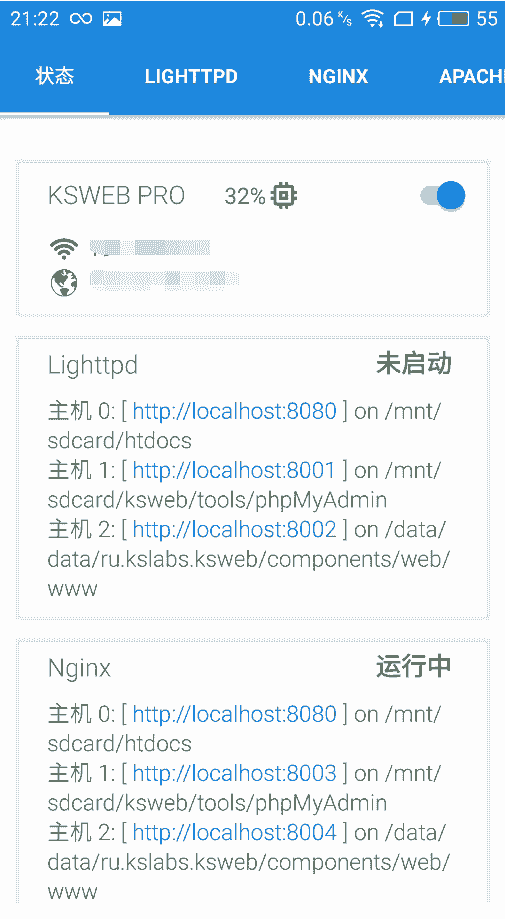 21:22 0.06 K/s 55
状态 LIGHTTPD NGINX APACH
KSWEB PRO 32%
Lighttpd 未启动
主机 0: [ http://localhost:8080 ] on /mnt/
sdcard/htdocs
主机 1: [ http://localhost:8001 ] on /mnt/
sdcard/ksweb/tools/phpMyAdmin
主机 2: [ http://localhost:8002 ] on /data/
data/ru.kslabs.ksweb/components/web/
www
Nginx 运行中
主机 0: [ http://localhost:8080 ] on /mnt/
sdcard/htdocs
主机 1: [ http://localhost:8003 ] on /mnt/
sdcard/ksweb/tools/phpMyAdmin
主机 2: [ http://localhost:8004 ] on /data/
data/ru.kslabs.ksweb/components/web/
www